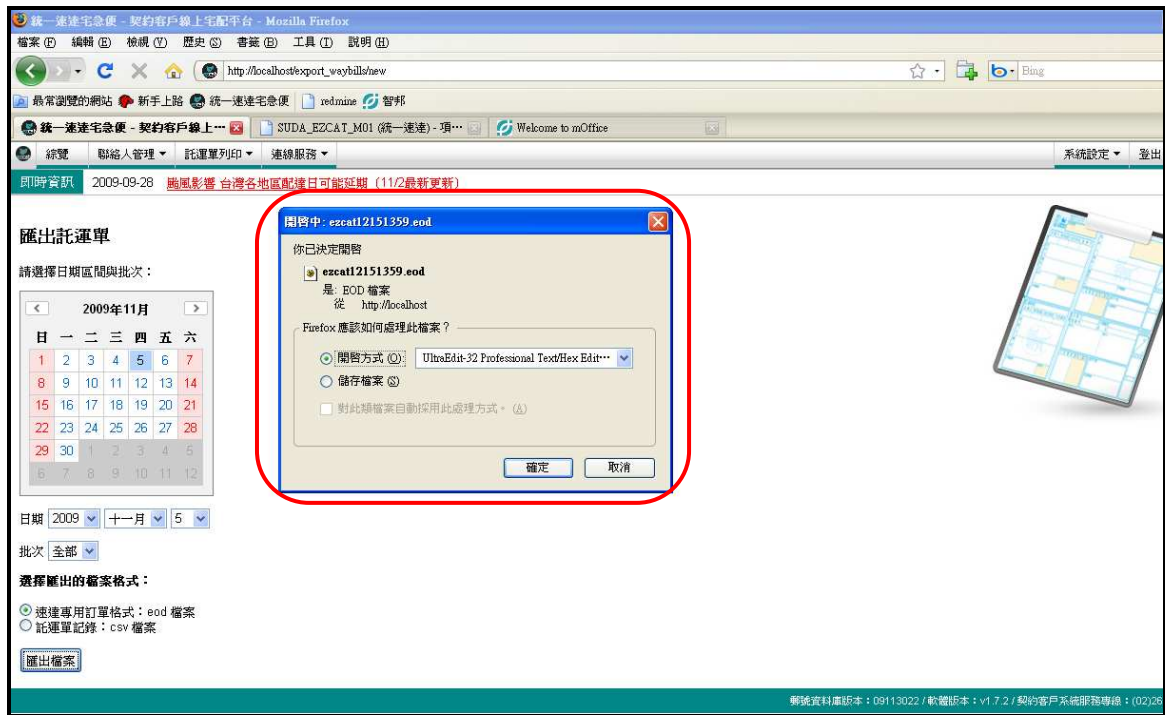 統一速達宅急便 - 契約客戶線上宅配平台 - Mozilla Firefox
檔案(F) 編輯(E) 檢視(V) 歷史(S) 書籤(B) 工具(T) 說明(H)
http://localhost/export_waybills/new
Bing
最常瀏覽的網站 新手上路 統一速達宅急便 redmine 智邦
統一速達宅急便 - 契約客戶線上… SUDA_EZCAT_M01 (統一速達) - 項… Welcome to mOffice
綜覽 聯絡人管理 託運單列印 連線服務 系統設定 登出
即時資訊 2009-09-28 颱風影響 台灣各地區配達日可能延期 (11/2最新更新)
匯出託運單
請選擇日期區間與批次：
< 2009年11月 >
日 一 二 三 四 五 六
1 2 3 4 5 6 7
8 9 10 11 12 13 14
15 16 17 18 19 20 21
22 23 24 25 26 27 28
29 30 1 2 3 4 5
6 7 8 9 10 11 12
日期 2009 十一月 5
批次 全部
選擇匯出的檔案格式：
速達專用訂單格式：eod 檔案
託運單記錄：csv 檔案
匯出檔案
開啟中: ezcat12151359.eod
你已決定開啟
ezcat12151359.eod
是: EOD 檔案
從 http://localhost
Firefox 應該如何處理此檔案？
開啟方式(O): UltraEdit-32 Professional Text/Hex Edit…
儲存檔案(S)
對此類檔案自動採用此處理方式。(A)
確定 取消
郵號資料庫版本：09113022 / 軟體版本：v1.7.2 / 契約客戶系統服務專線：(02)26